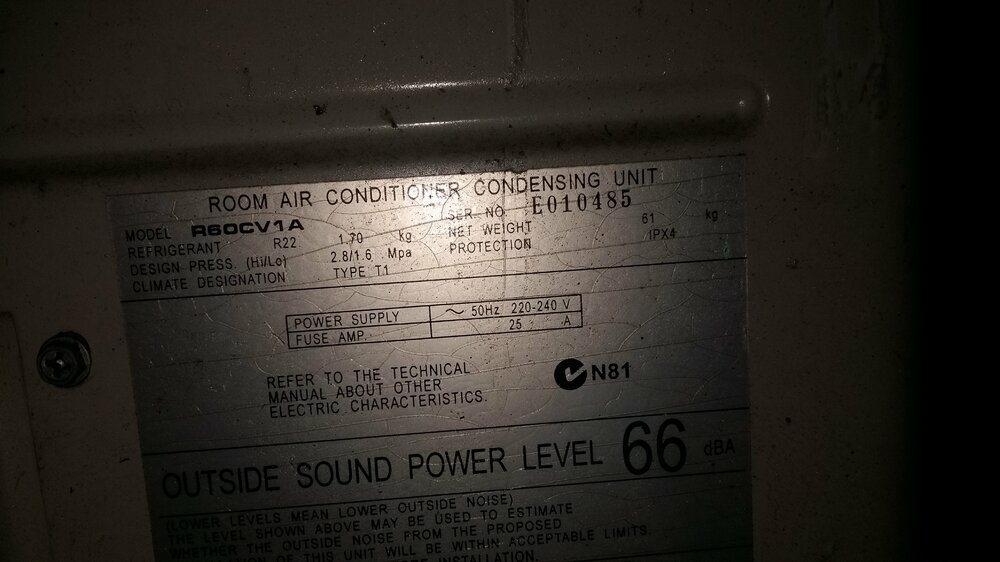 ROOM AIR CONDITIONER CONDENSING UNIT
MODEL R60CV1A SER. NO. E010485
REFRIGERANT R22 1.70 kg NET WEIGHT 61 kg
DESIGN PRESS. (Hi/Lo) 2.8/1.6 Mpa PROTECTION IPX4
CLIMATE DESIGNATION TYPE T1
POWER SUPPLY ~ 50Hz 220-240 V
FUSE AMP. 25 A
REFER TO THE TECHNICAL
MANUAL ABOUT OTHER
ELECTRIC CHARACTERISTICS.
N81
OUTSIDE SOUND POWER LEVEL 66 dBA
(LOWER LEVELS MEAN LOWER OUTSIDE NOISE)
THE LEVEL SHOWN ABOVE MAY BE USED TO ESTIMATE
WHETHER THE OUTSIDE NOISE FROM THE PROPOSED
OF THIS UNIT WILL BE WITHIN ACCEPTABLE LIMITS.
INSTALLATION.